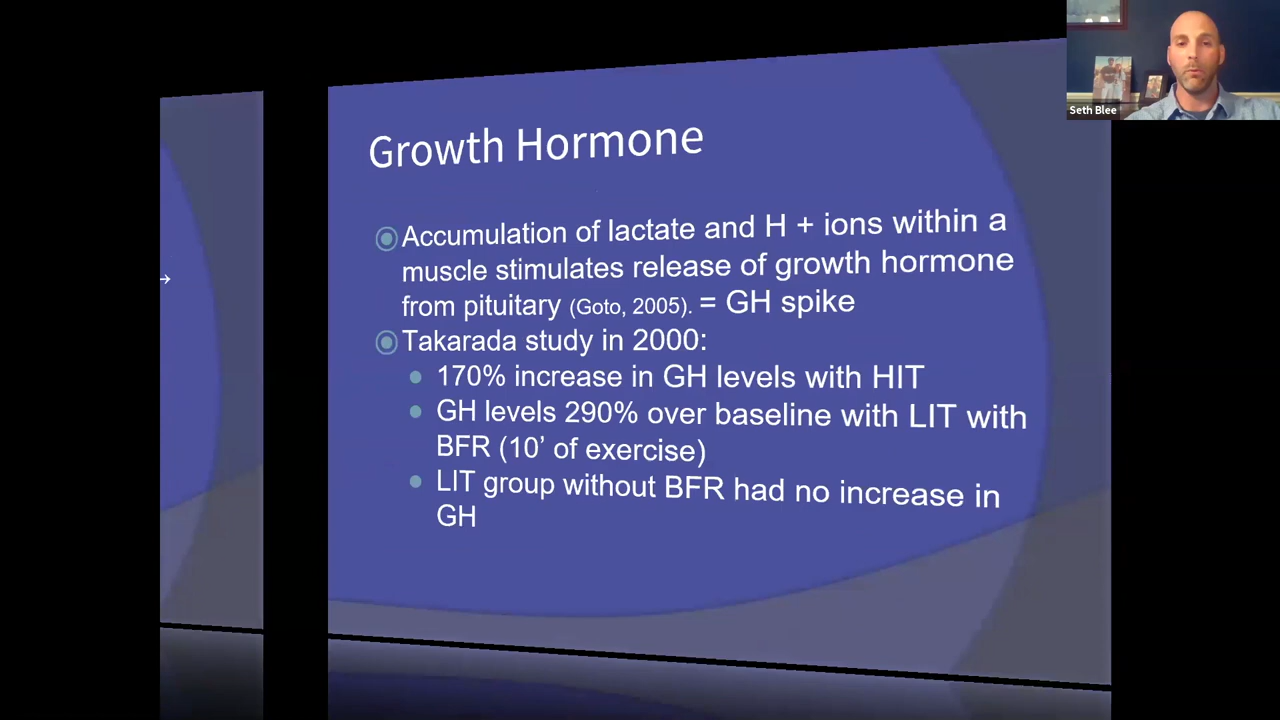 Seth Blee
Growth Hormone
Accumulation of lactate and H + ions within a
muscle stimulates release of growth hormone
from pituitary (Goto, 2005). = GH spike
Takarada study in 2000:
170% increase in GH levels with HIT
GH levels 290% over baseline with LIT with
BFR (10’ of exercise)
LIT group without BFR had no increase in
GH